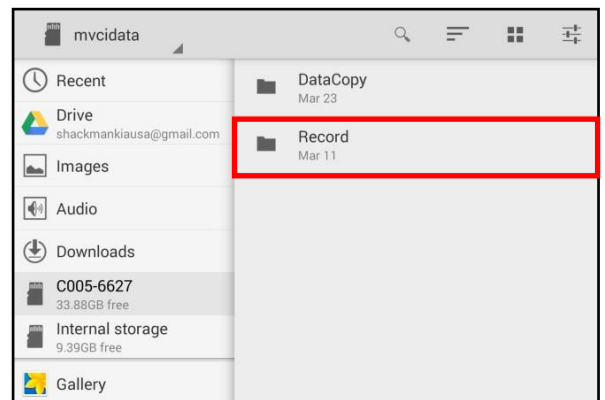 mvcidata
Recent
Drive
shackmankiausa@gmail.com
Images
Audio
Downloads
C005-6627
33.88GB free
Internal storage
9.39GB free
Gallery
DataCopy
Mar 23
Record
Mar 11